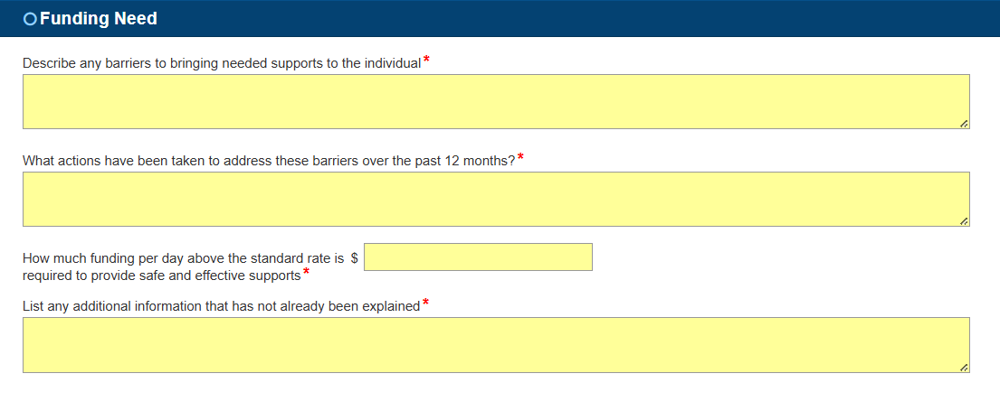 Funding Need
Describe any barriers to bringing needed supports to the individual*
What actions have been taken to address these barriers over the past 12 months?*
How much funding per day above the standard rate is $
required to provide safe and effective supports*
List any additional information that has not already been explained*